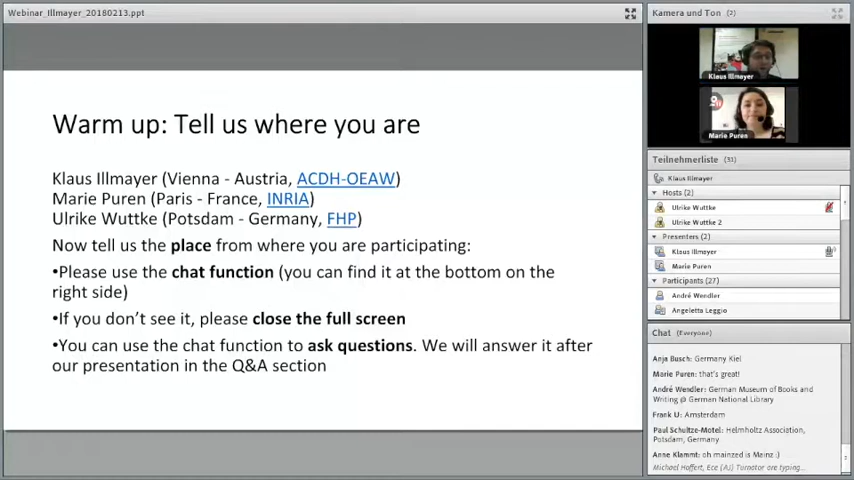 Webinar_Illmayer_20180213.ppt
Warm up: Tell us where you are
Klaus Illmayer (Vienna - Austria, ACDH-OEAW)
Marie Puren (Paris - France, INRIA)
Ulrike Wuttke (Potsdam - Germany, FHP)
Now tell us the place from where you are participating:
•Please use the chat function (you can find it at the bottom on the
right side)
•If you don't see it, please close the full screen
•You can use the chat function to ask questions. We will answer it after
our presentation in the Q&A section
Kamera und Ton (2)
Klaus Illmayer
Marie Puren
Teilnehmerliste (31)
Klaus Illmayer
Hosts (2)
Ulrike Wuttke
Ulrike Wuttke 2
Presenters (2)
Klaus Illmayer
Marie Puren
Participants (27)
André Wendler
Angeletta Leggio
Chat (Everyone)
Anja Busch: Germany Kiel
Marie Puren: that's great!
André Wendler: German Museum of Books and
Writing @ German National Library
Frank U: Amsterdam
Paul Schultze-Motel: Helmholtz Association,
Potsdam, Germany
Anne Klammt: oh mainzed is Mainz :)
Michael Hoffert, Ece (AJ) Turnator are typing...